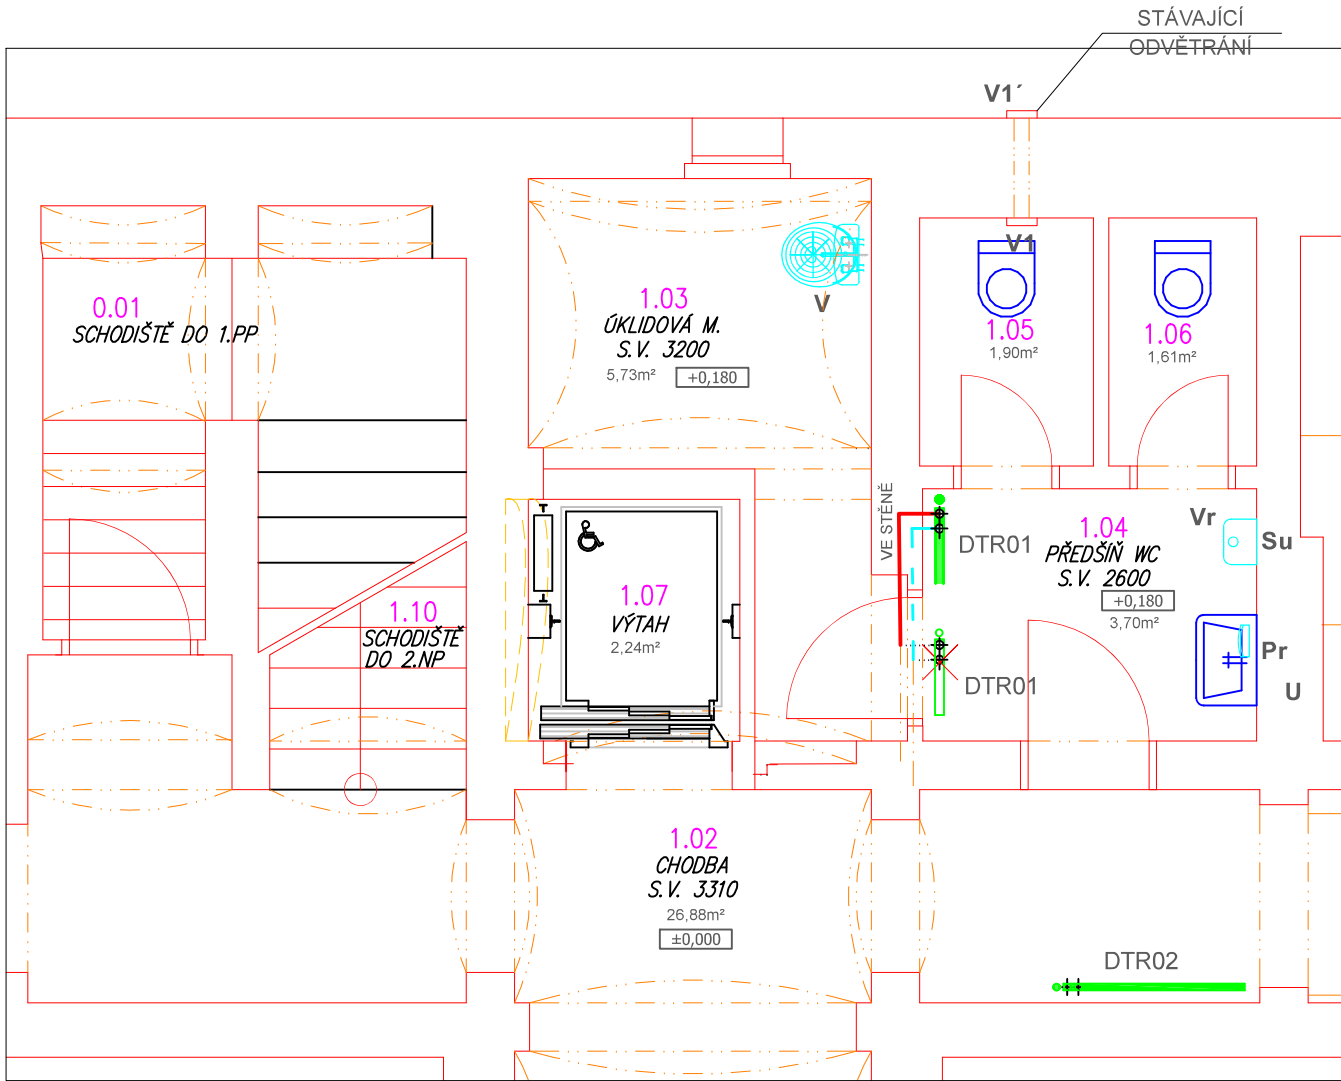 STÁVAJÍCÍ
ODVĚTRÁNÍ
V1´
V1
0.01
SCHODIŠTĚ DO 1.PP
1.03
ÚKLIDOVÁ M.
S.V. 3200
5,73m²
+0,180
V
1.05
1,90m²
1.06
1,61m²
VE STĚNĚ
DTR01
1.04
PŘEDSÍŇ WC
S.V. 2600
+0,180
3,70m²
Vr
Su
Pr
U
DTR01
1.10
SCHODIŠTĚ
DO 2.NP
1.07
VÝTAH
2,24m²
1.02
CHODBA
S.V. 3310
26,88m²
±0,000
DTR02